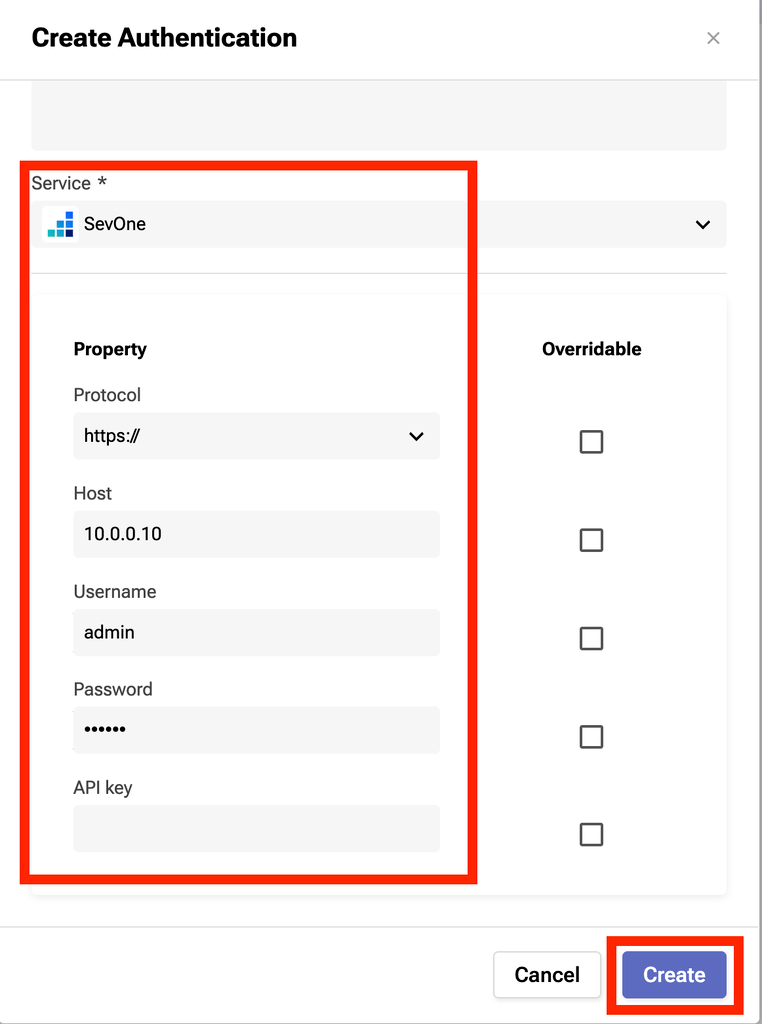 Create Authentication
Service *
SevOne
Property Overridable
Protocol
https://
Host
10.0.0.10
Username
admin
Password
••••••
API key
Cancel Create